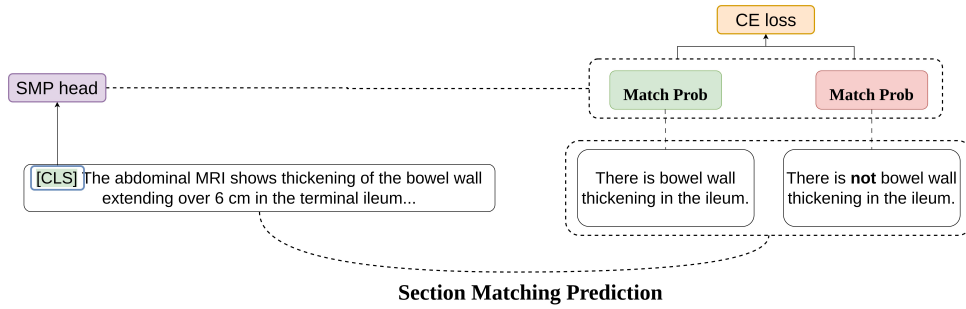 CE loss
SMP head
Match Prob
Match Prob
[CLS] The abdominal MRI shows thickening of the bowel wall
extending over 6 cm in the terminal ileum...
There is bowel wall
thickening in the ileum.
There is not bowel wall
thickening in the ileum.
Section Matching Prediction